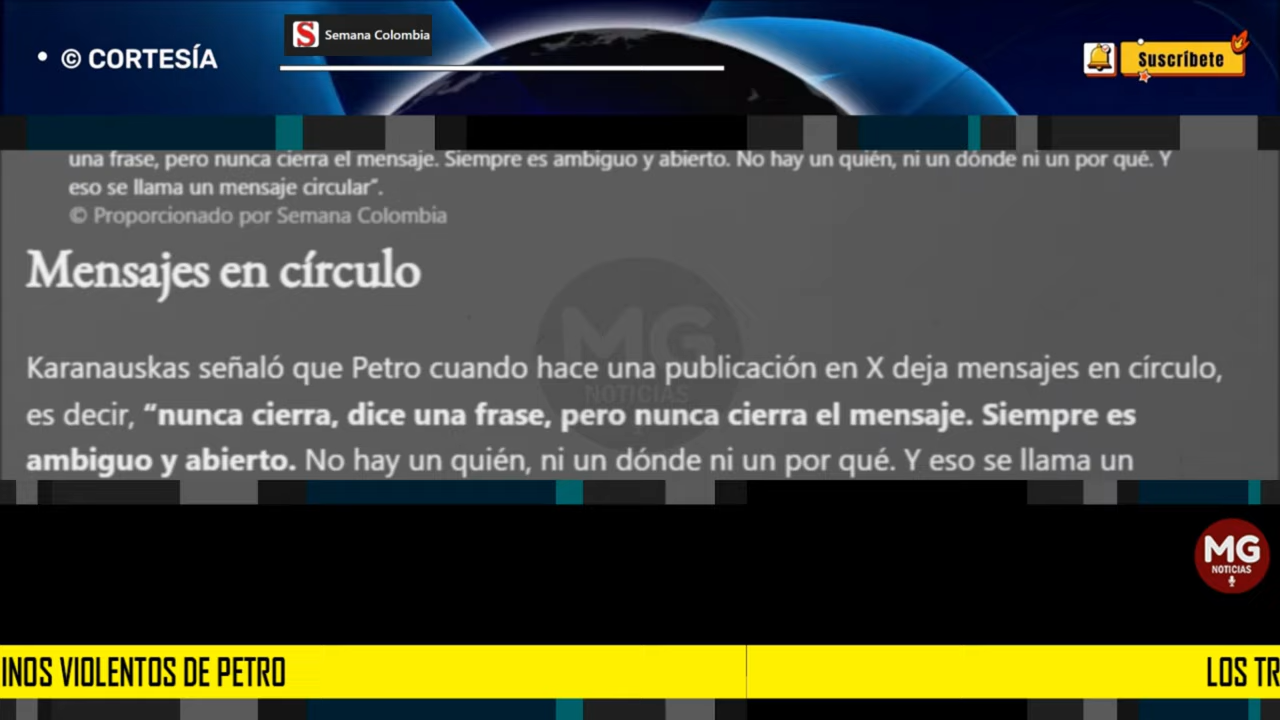 • © CORTESÍA
S Semana Colombia
Suscríbete
una frase, pero nunca cierra el mensaje. Siempre es ambiguo y abierto. No hay un quién, ni un dónde ni un por qué. Y
eso se llama un mensaje circular”.
© Proporcionado por Semana Colombia
Mensajes en círculo
MG
NOTICIAS
Karanauskas señaló que Petro cuando hace una publicación en X deja mensajes en círculo,
es decir, “nunca cierra, dice una frase, pero nunca cierra el mensaje. Siempre es
ambiguo y abierto. No hay un quién, ni un dónde ni un por qué. Y eso se llama un
MG
NOTICIAS
INOS VIOLENTOS DE PETRO
LOS TR